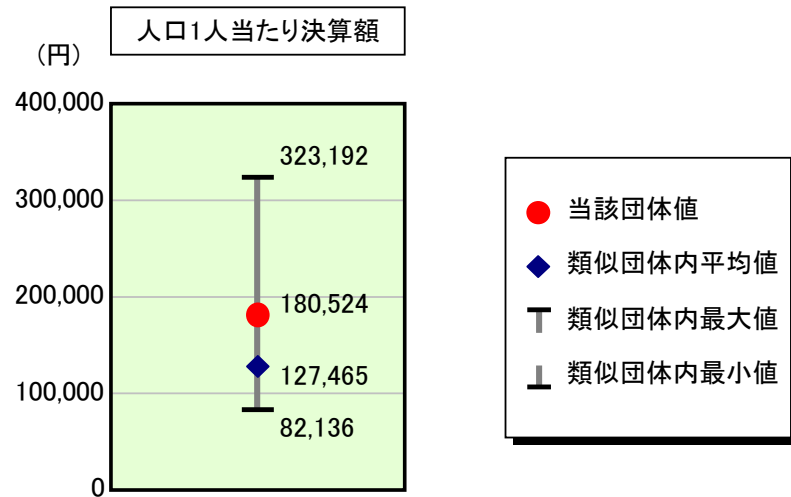 人口1人当たり決算額
(円)
400,000
300,000
200,000
100,000
0
323,192
180,524
127,465
82,136
当該団体値
類似団体内平均値
類似団体内最大値
類似団体内最小値